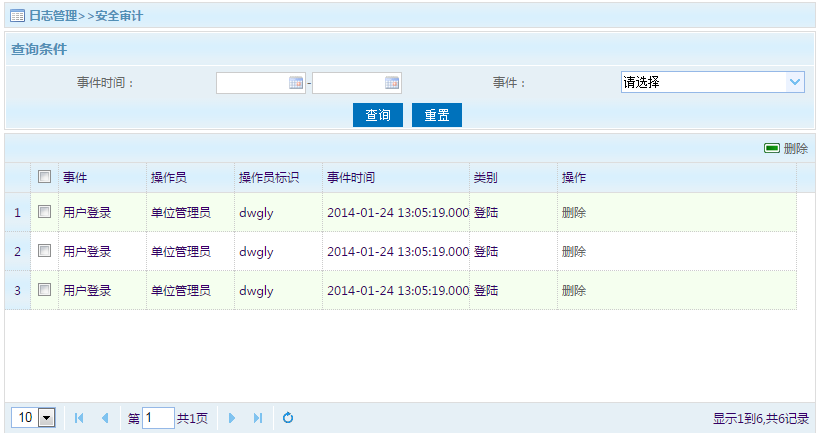 日志管理>>安全审计
查询条件
事件时间： - 事件： 请选择
查询 重置
删除
事件 操作员 操作员标识 事件时间 类别 操作
1 用户登录 单位管理员 dwgly 2014-01-24 13:05:19.000 登陆 删除
2 用户登录 单位管理员 dwgly 2014-01-24 13:05:19.000 登陆 删除
3 用户登录 单位管理员 dwgly 2014-01-24 13:05:19.000 登陆 删除
10 第 1 共1页 显示1到6,共6记录